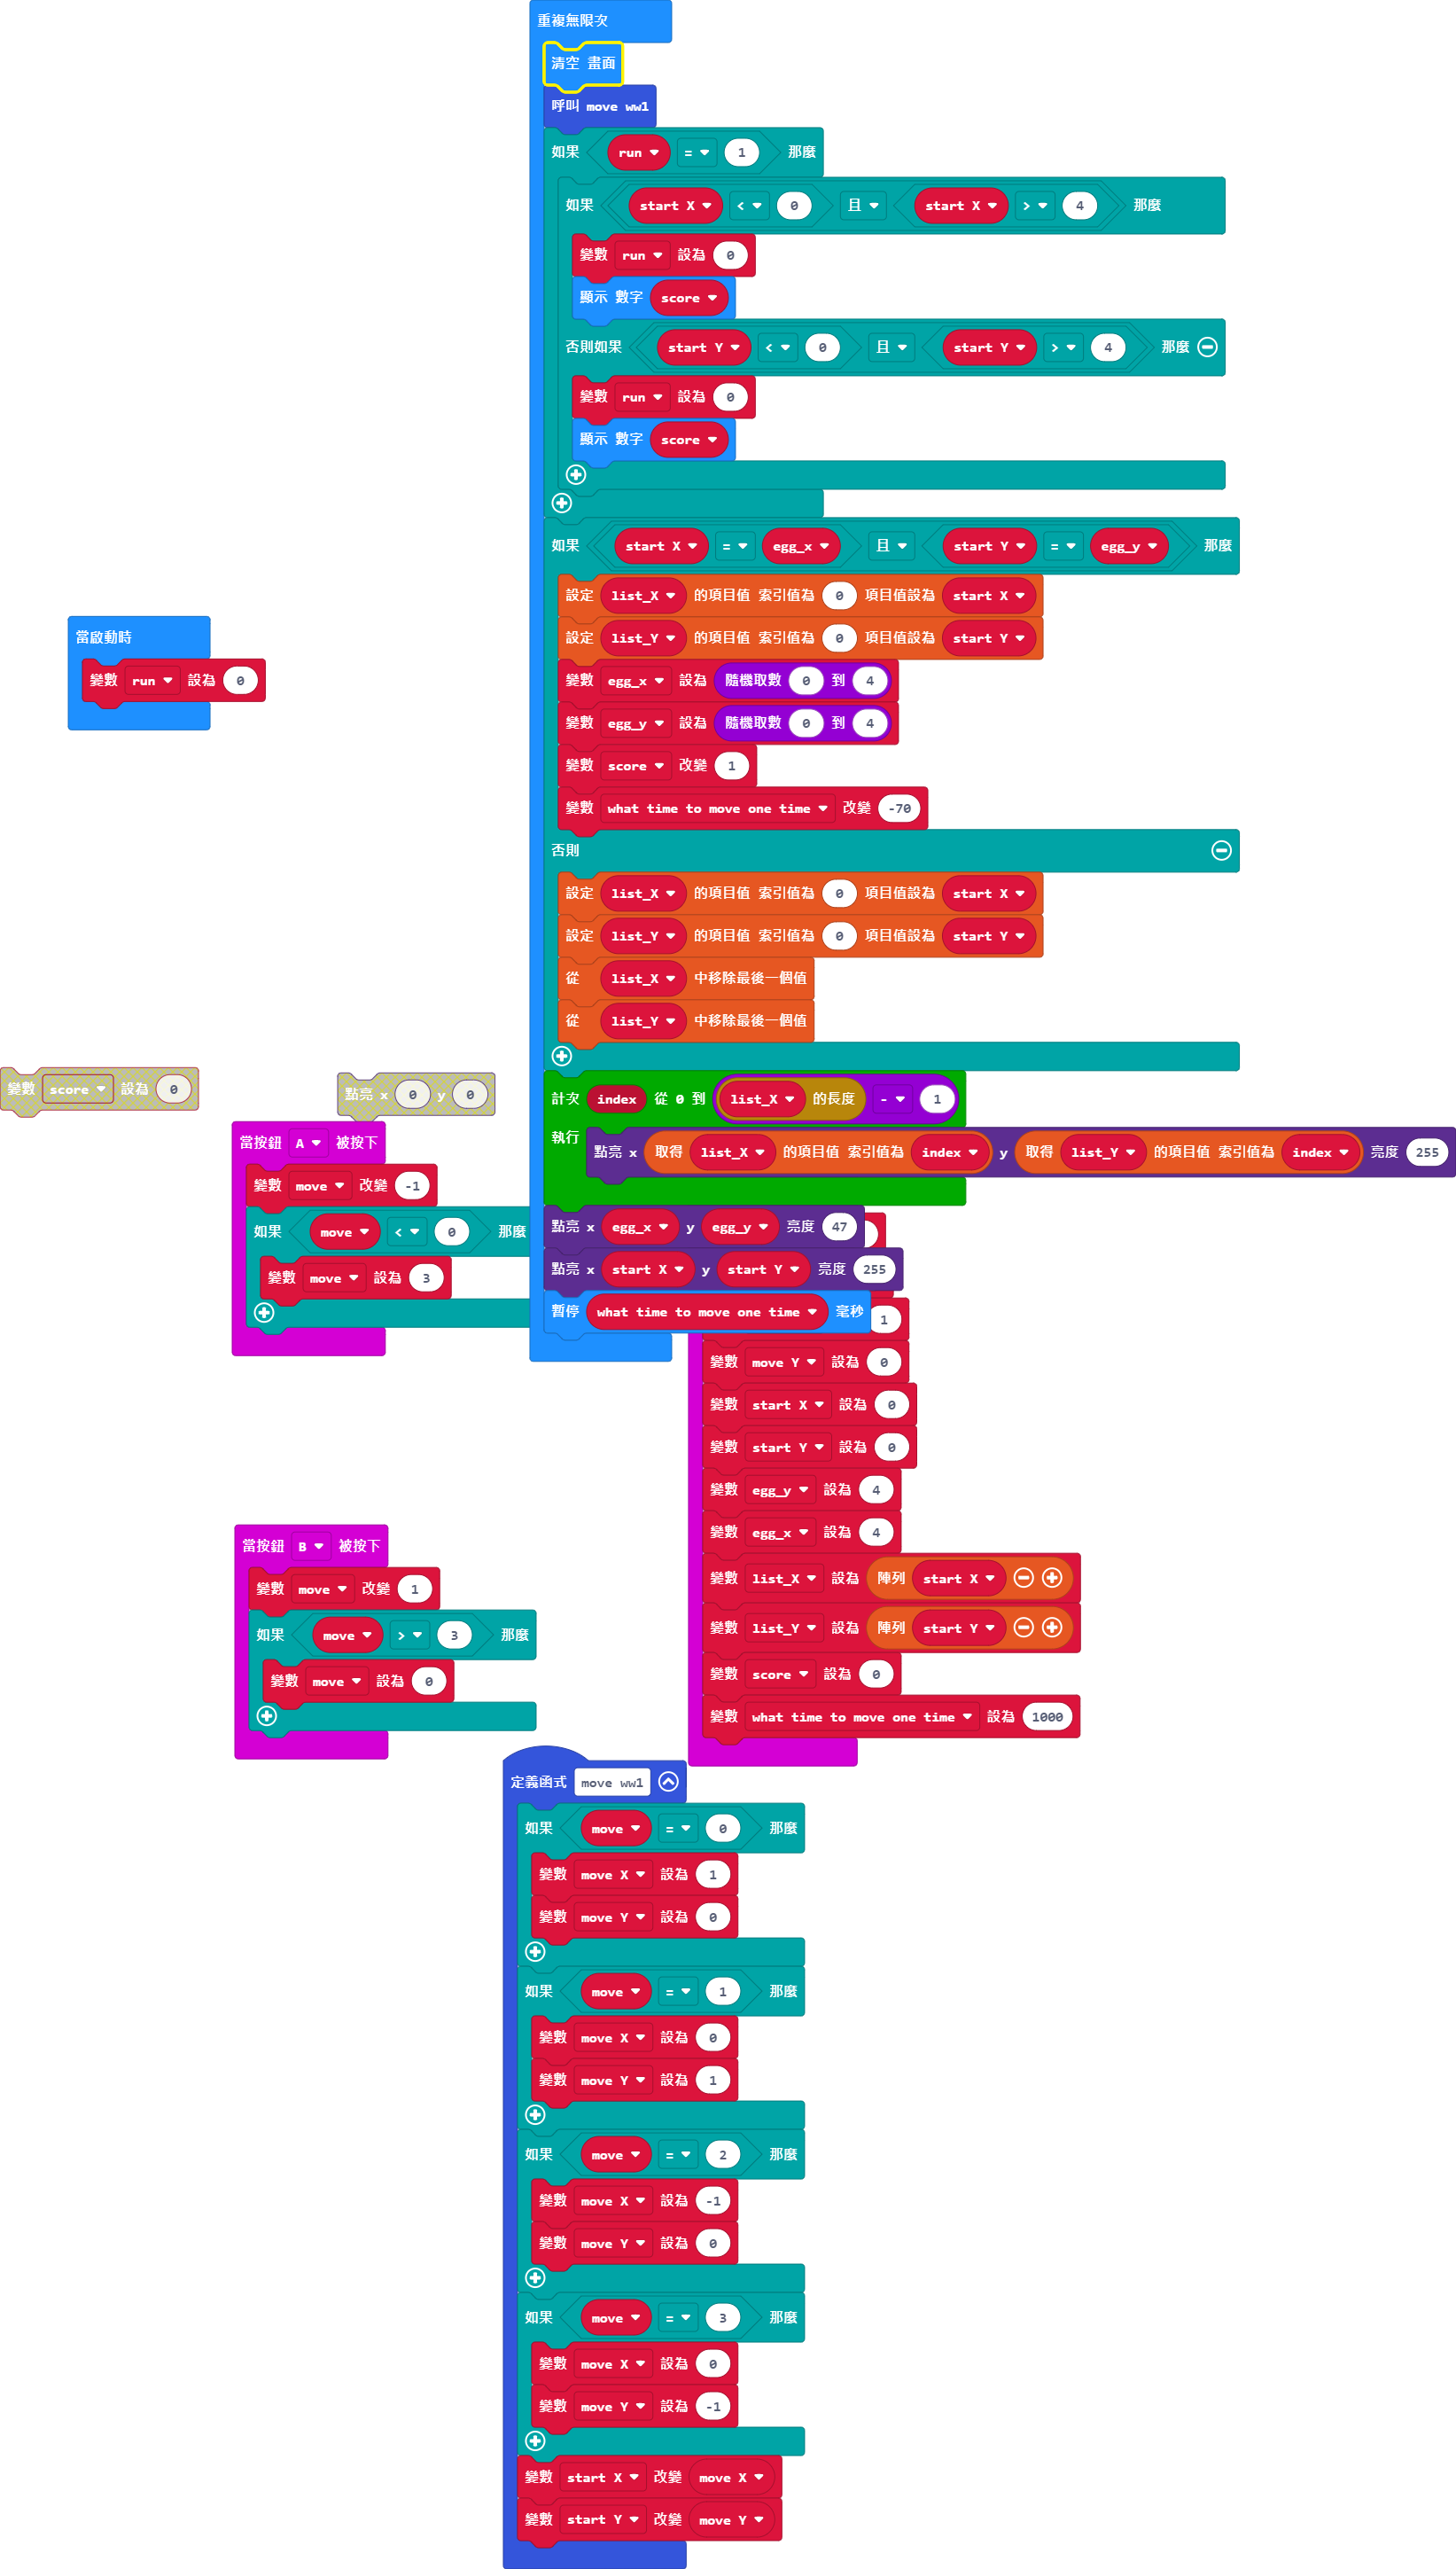 重複無限次
清空 畫面
呼叫 move ww1
如果 run = 1 那麼
如果 start X < 0 且 start X > 4 那麼
變數 run 設為 0
顯示 數字 score
否則如果 start Y < 0 且 start Y > 4 那麼
變數 run 設為 0
顯示 數字 score
如果 start X = egg_x 且 start Y = egg_y 那麼
設定 list_X 的項目值 索引值為 0 項目值設為 start X
設定 list_Y 的項目值 索引值為 0 項目值設為 start Y
變數 egg_x 設為 隨機取數 0 到 4
變數 egg_y 設為 隨機取數 0 到 4
變數 score 改變 1
變數 what time to move one time 改變 -70
否則
設定 list_X 的項目值 索引值為 0 項目值設為 start X
設定 list_Y 的項目值 索引值為 0 項目值設為 start Y
從 list_X 中移除最後一個值
從 list_Y 中移除最後一個值
計次 index 從 0 到 list_X 的長度 - 1
執行 點亮 x 取得 list_X 的項目值 索引值為 index y 取得 list_Y 的項目值 索引值為 index 亮度 255
點亮 x egg_x y egg_y 亮度 47
點亮 x start X y start Y 亮度 255
暫停 what time to move one time 毫秒
當啟動時
變數 run 設為 0
變數 score 設為 0
點亮 x 0 y 0
當按鈕 A 被按下
變數 move 改變 -1
如果 move < 0 那麼
變數 move 設為 3
1
變數 move Y 設為 0
變數 start X 設為 0
變數 start Y 設為 0
變數 egg_y 設為 4
變數 egg_x 設為 4
變數 list_X 設為 陣列 start X
變數 list_Y 設為 陣列 start Y
變數 score 設為 0
變數 what time to move one time 設為 1000
當按鈕 B 被按下
變數 move 改變 1
如果 move > 3 那麼
變數 move 設為 0
定義函式 move ww1
如果 move = 0 那麼
變數 move X 設為 1
變數 move Y 設為 0
如果 move = 1 那麼
變數 move X 設為 0
變數 move Y 設為 1
如果 move = 2 那麼
變數 move X 設為 -1
變數 move Y 設為 0
如果 move = 3 那麼
變數 move X 設為 0
變數 move Y 設為 -1
變數 start X 改變 move X
變數 start Y 改變 move Y